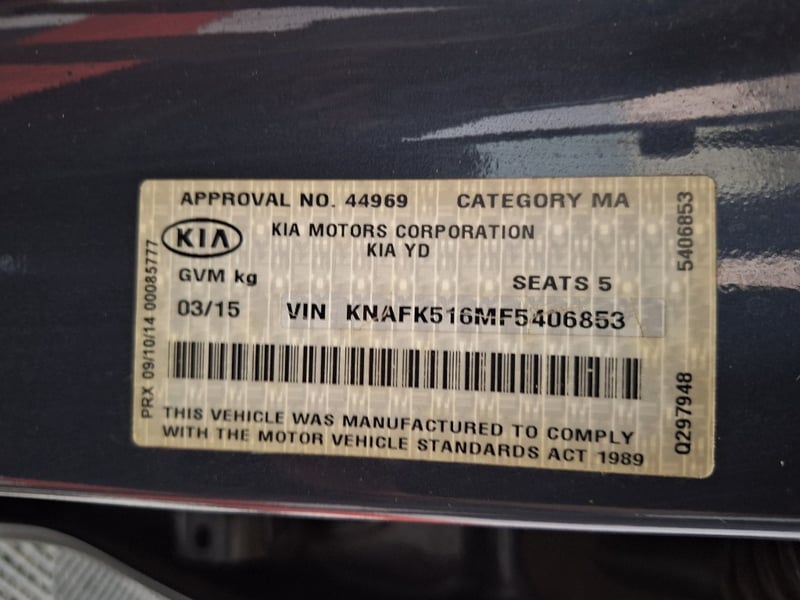 APPROVAL NO. 44969 CATEGORY MA
KIA
KIA MOTORS CORPORATION
KIA YD
GVM kg
SEATS 5
03/15 VIN KNAFK516MF5406853
THIS VEHICLE WAS MANUFACTURED TO COMPLY
WITH THE MOTOR VEHICLE STANDARDS ACT 1989
PRX 09/10/14 00085777
5406853
Q297948